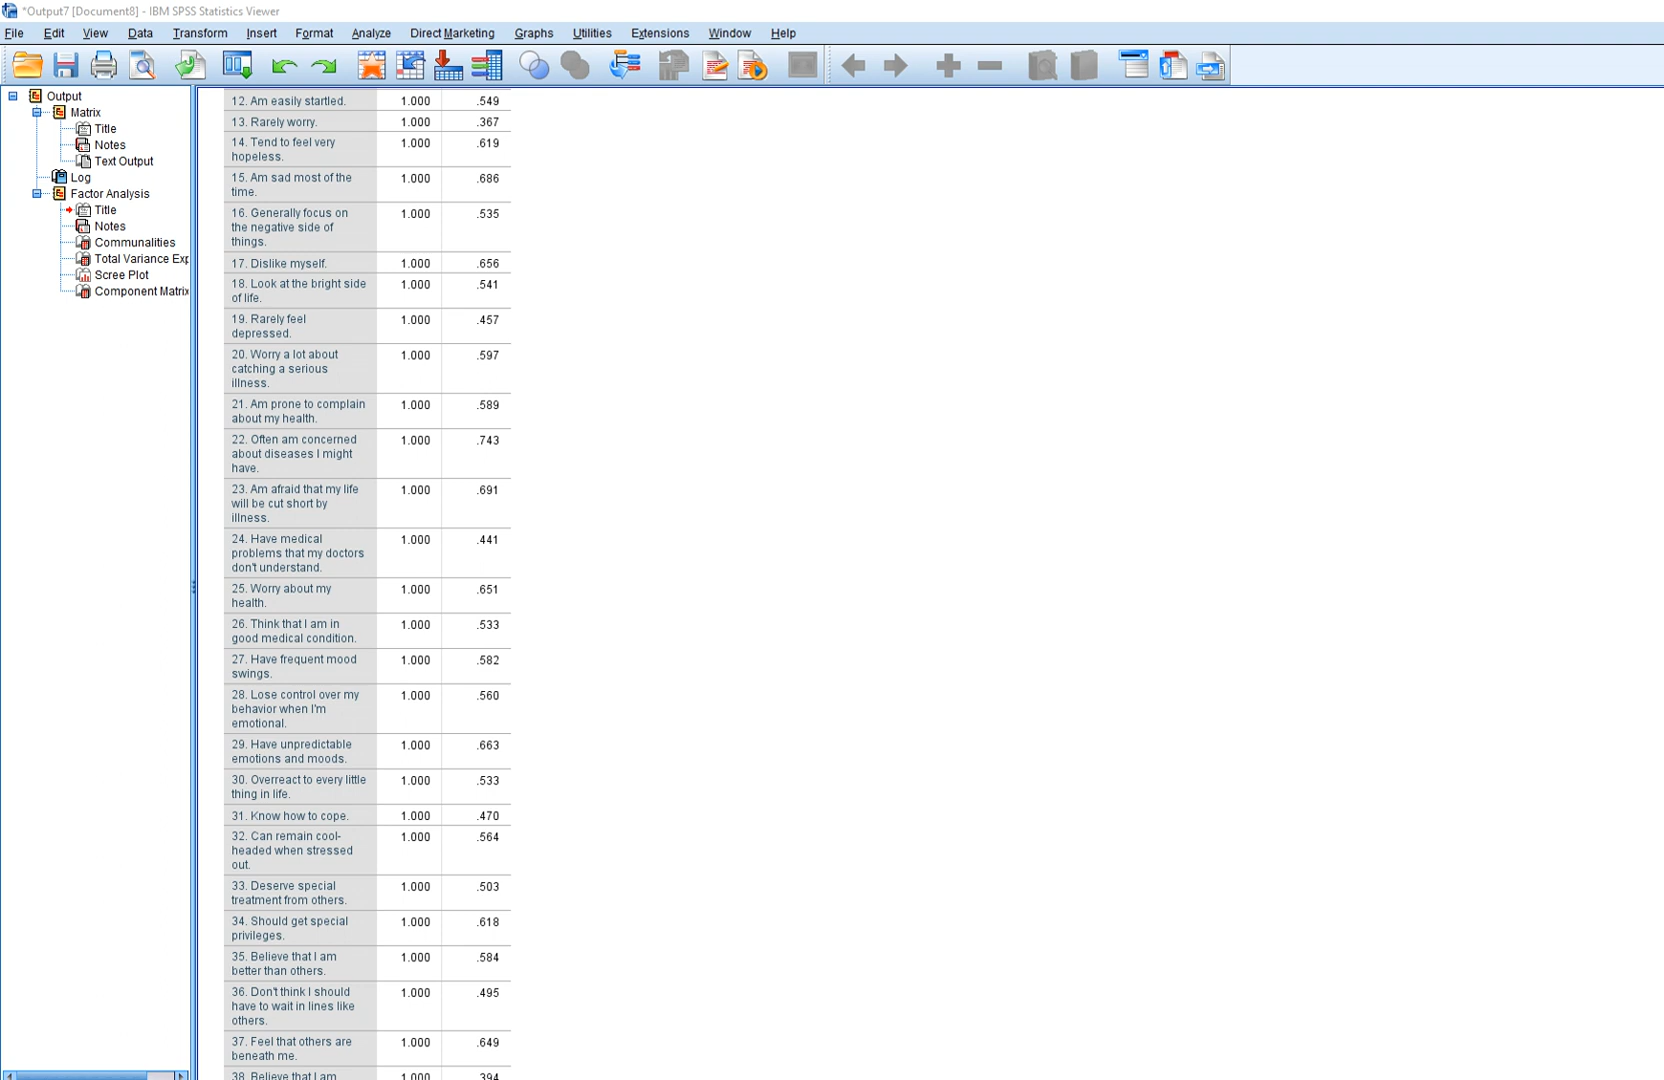 *Output7 [Document8] - IBM SPSS Statistics Viewer
File Edit View Data Transform Insert Format Analyze Direct Marketing Graphs Utilities Extensions Window Help
Output
Matrix
Title
Notes
Text Output
Log
Factor Analysis
Title
Notes
Communalities
Total Variance Exp
Scree Plot
Component Matrix
12. Am easily startled. 1.000 .549
13. Rarely worry. 1.000 .367
14. Tend to feel very 1.000 .619
hopeless.
15. Am sad most of the 1.000 .686
time.
16. Generally focus on 1.000 .535
the negative side of
things.
17. Dislike myself. 1.000 .656
18. Look at the bright side 1.000 .541
of life.
19. Rarely feel 1.000 .457
depressed.
20. Worry a lot about 1.000 .597
catching a serious
illness.
21. Am prone to complain 1.000 .589
about my health.
22. Often am concerned 1.000 .743
about diseases I might
have.
23. Am afraid that my life 1.000 .691
will be cut short by
illness.
24. Have medical 1.000 .441
problems that my doctors
don't understand.
25. Worry about my 1.000 .651
health.
26. Think that I am in 1.000 .533
good medical condition.
27. Have frequent mood 1.000 .582
swings.
28. Lose control over my 1.000 .560
behavior when I'm
emotional.
29. Have unpredictable 1.000 .663
emotions and moods.
30. Overreact to every little 1.000 .533
thing in life.
31. Know how to cope. 1.000 .470
32. Can remain cool- 1.000 .564
headed when stressed
out.
33. Deserve special 1.000 .503
treatment from others.
34. Should get special 1.000 .618
privileges.
35. Believe that I am 1.000 .584
better than others.
36. Don't think I should 1.000 .495
have to wait in lines like
others.
37. Feel that others are 1.000 .649
beneath me.
38. Believe that I am 1.000 .394